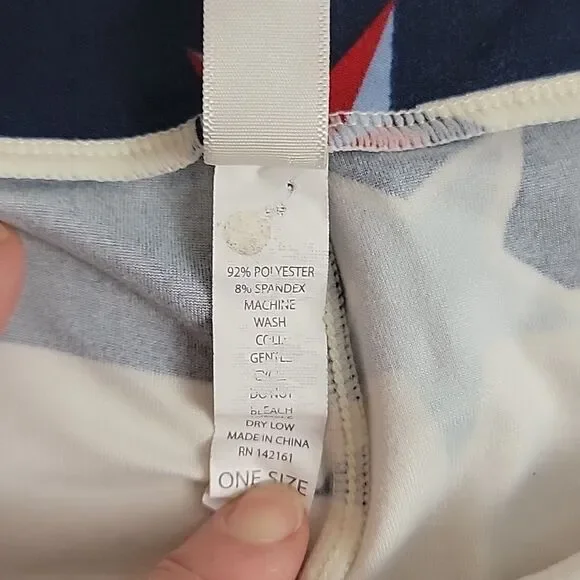 92% POLYESTER
8% SPANDEX
MACHINE
WASH
COLD
GENTLE
DO NOT
BLEACH
DRY LOW
MADE IN CHINA
RN 142161
ONE SIZE